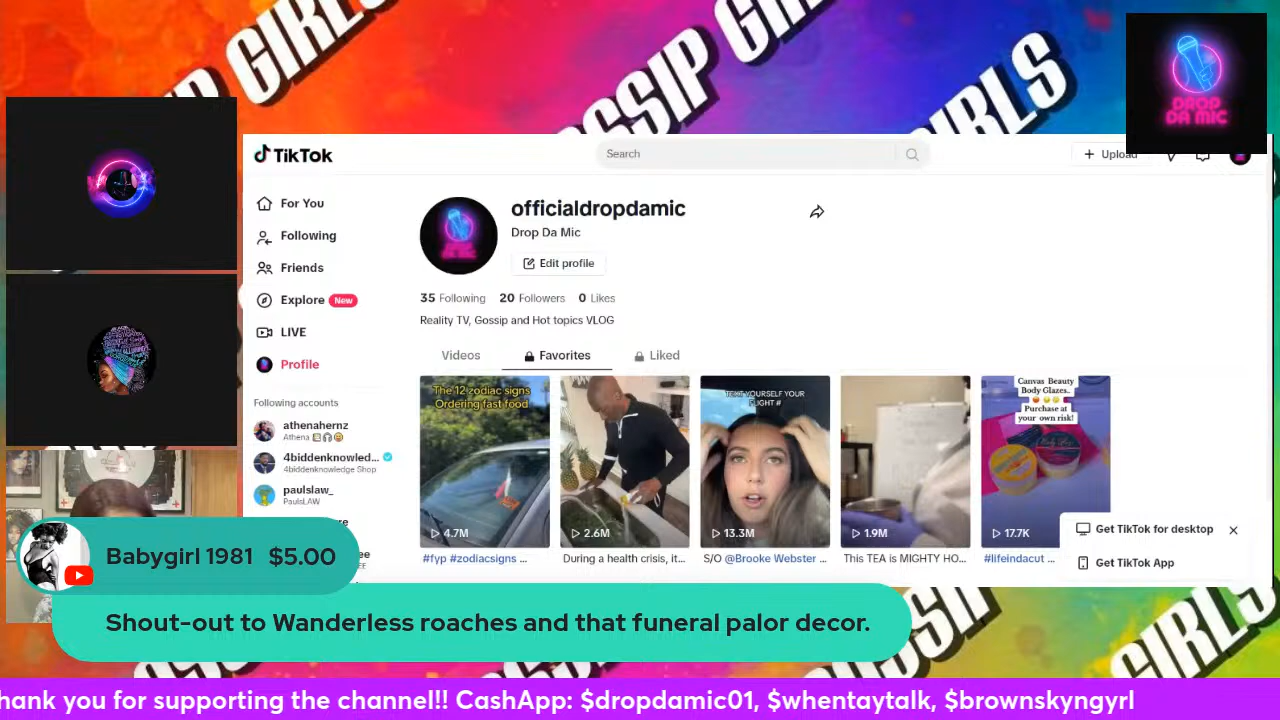 GOSSIP GIRLS
GOSSIP GIRLS
DROP
DA MIC
TikTok
Search
Upload
For You
Following
Friends
Explore New
LIVE
Profile
Following accounts
athenahernz
Athena
4biddenknowled...
4biddenknowledge Shop
paulslaw_
PaulsLAW
officialdropdamic
Drop Da Mic
Edit profile
35 Following 20 Followers 0 Likes
Reality TV, Gossip and Hot topics VLOG
Videos Favorites Liked
The 12 zodiac signs
Ordering fast food
4.7M
#fyp #zodiacsigns ...
2.6M
During a health crisis, it...
TEXT YOURSELF YOUR
FLIGHT #
13.3M
S/O @Brooke Webster ...
1.9M
This TEA is MIGHTY HO...
Canvas Beauty
Body Glazes..
Purchase at
your own risk!
17.7K
#lifeindacut ...
Get TikTok for desktop
Get TikTok App
Babygirl 1981 $5.00
Shout-out to Wanderless roaches and that funeral palor decor.
hank you for supporting the channel!! CashApp: $dropdamic01, $whentaytalk, $brownskyngyrl